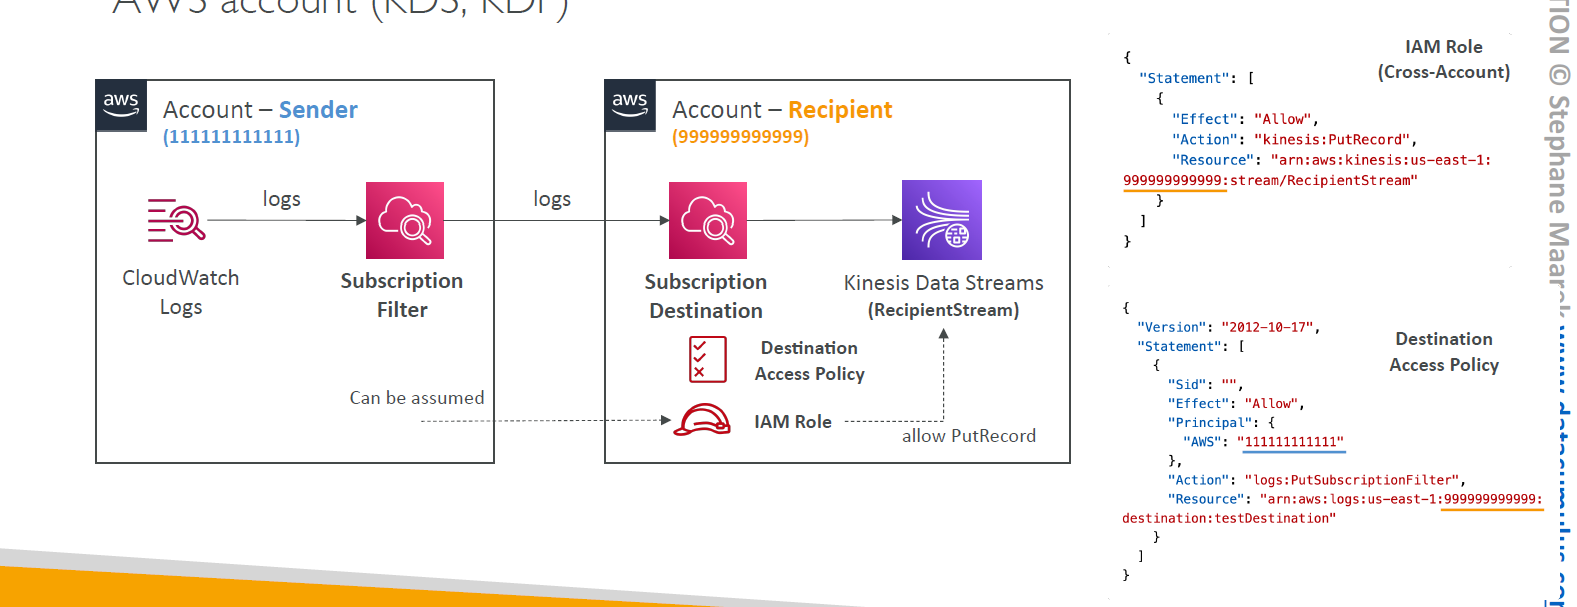 AWS account (KDS, KDF)
aws
Account – Sender
(111111111111)
logs
CloudWatch
Logs
Subscription
Filter
Can be assumed
logs
aws
Account – Recipient
(999999999999)
Subscription
Destination
Kinesis Data Streams
(RecipientStream)
Destination
Access Policy
IAM Role
allow PutRecord
IAM Role
(Cross-Account)
{
"Statement": [
{
"Effect": "Allow",
"Action": "kinesis:PutRecord",
"Resource": "arn:aws:kinesis:us-east-1:
999999999999:stream/RecipientStream"
}
]
}
Destination
Access Policy
{
"Version": "2012-10-17",
"Statement": [
{
"Sid": "",
"Effect": "Allow",
"Principal": {
"AWS": "111111111111"
},
"Action": "logs:PutSubscriptionFilter",
"Resource": "arn:aws:logs:us-east-1:999999999999:
destination:testDestination"
}
]
}
TION © Stephane Maarek